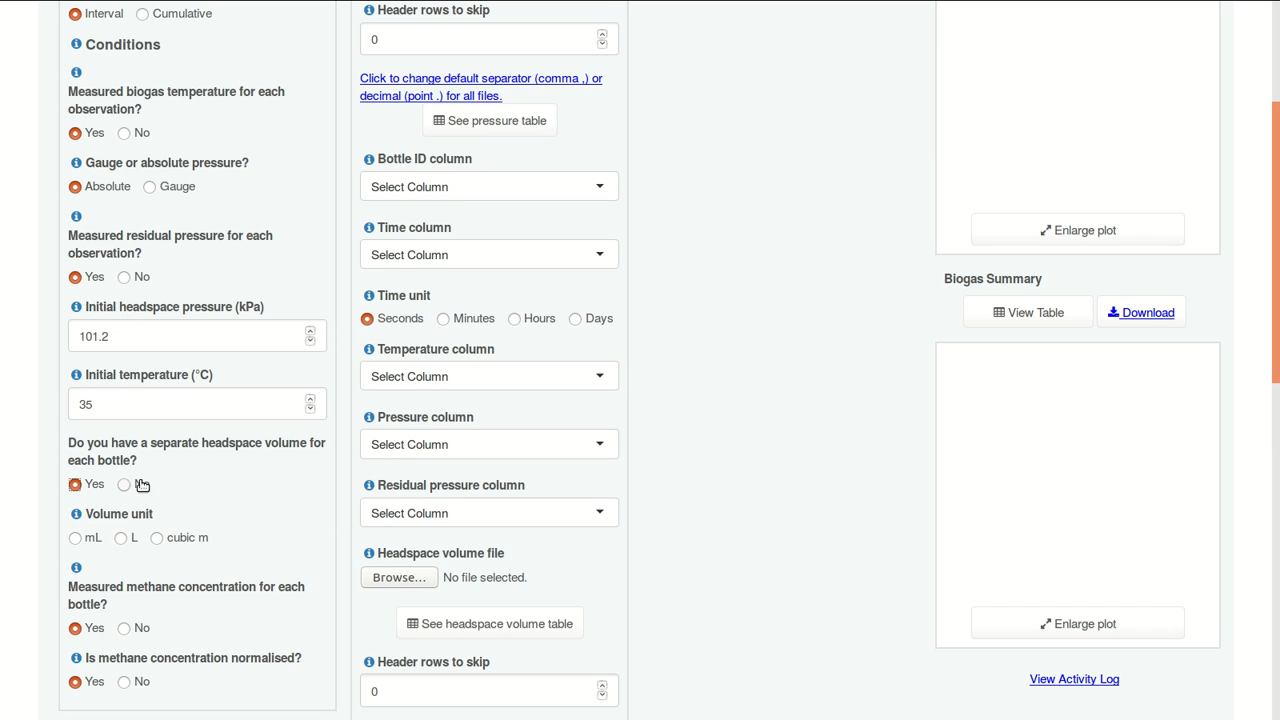 Interval Cumulative
Conditions
Measured biogas temperature for each
observation?
Yes No
Gauge or absolute pressure?
Absolute Gauge
Measured residual pressure for each
observation?
Yes No
Initial headspace pressure (kPa)
101.2
Initial temperature (°C)
35
Do you have a separate headspace volume for
each bottle?
Yes
Volume unit
mL L cubic m
Measured methane concentration for each
bottle?
Yes No
Is methane concentration normalised?
Yes No
Header rows to skip
0
Click to change default separator (comma ,) or
decimal (point .) for all files.
See pressure table
Bottle ID column
Select Column
Time column
Select Column
Time unit
Seconds Minutes Hours Days
Temperature column
Select Column
Pressure column
Select Column
Residual pressure column
Select Column
Headspace volume file
Browse... No file selected.
See headspace volume table
Header rows to skip
0
Enlarge plot
Biogas Summary
View Table Download
Enlarge plot
View Activity Log